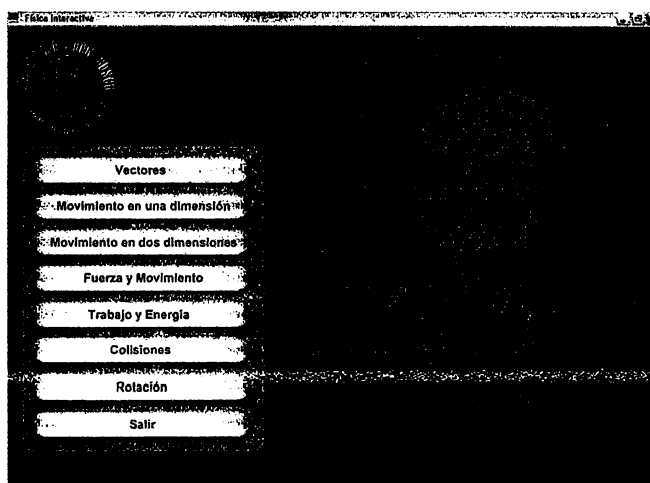 Física Interactiva
Vectores
Movimiento en una dimensión
Movimiento en dos dimensiones
Fuerza y Movimiento
Trabajo y Energía
Colisiones
Rotación
Salir